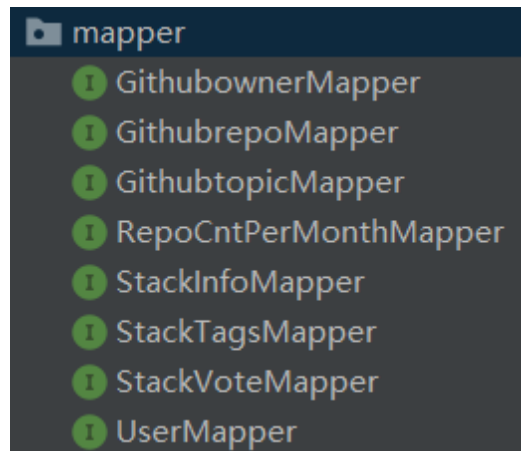 mapper
I GithubownerMapper
I GithubrepoMapper
I GithubtopicMapper
I RepoCntPerMonthMapper
I StackInfoMapper
I StackTagsMapper
I StackVoteMapper
I UserMapper